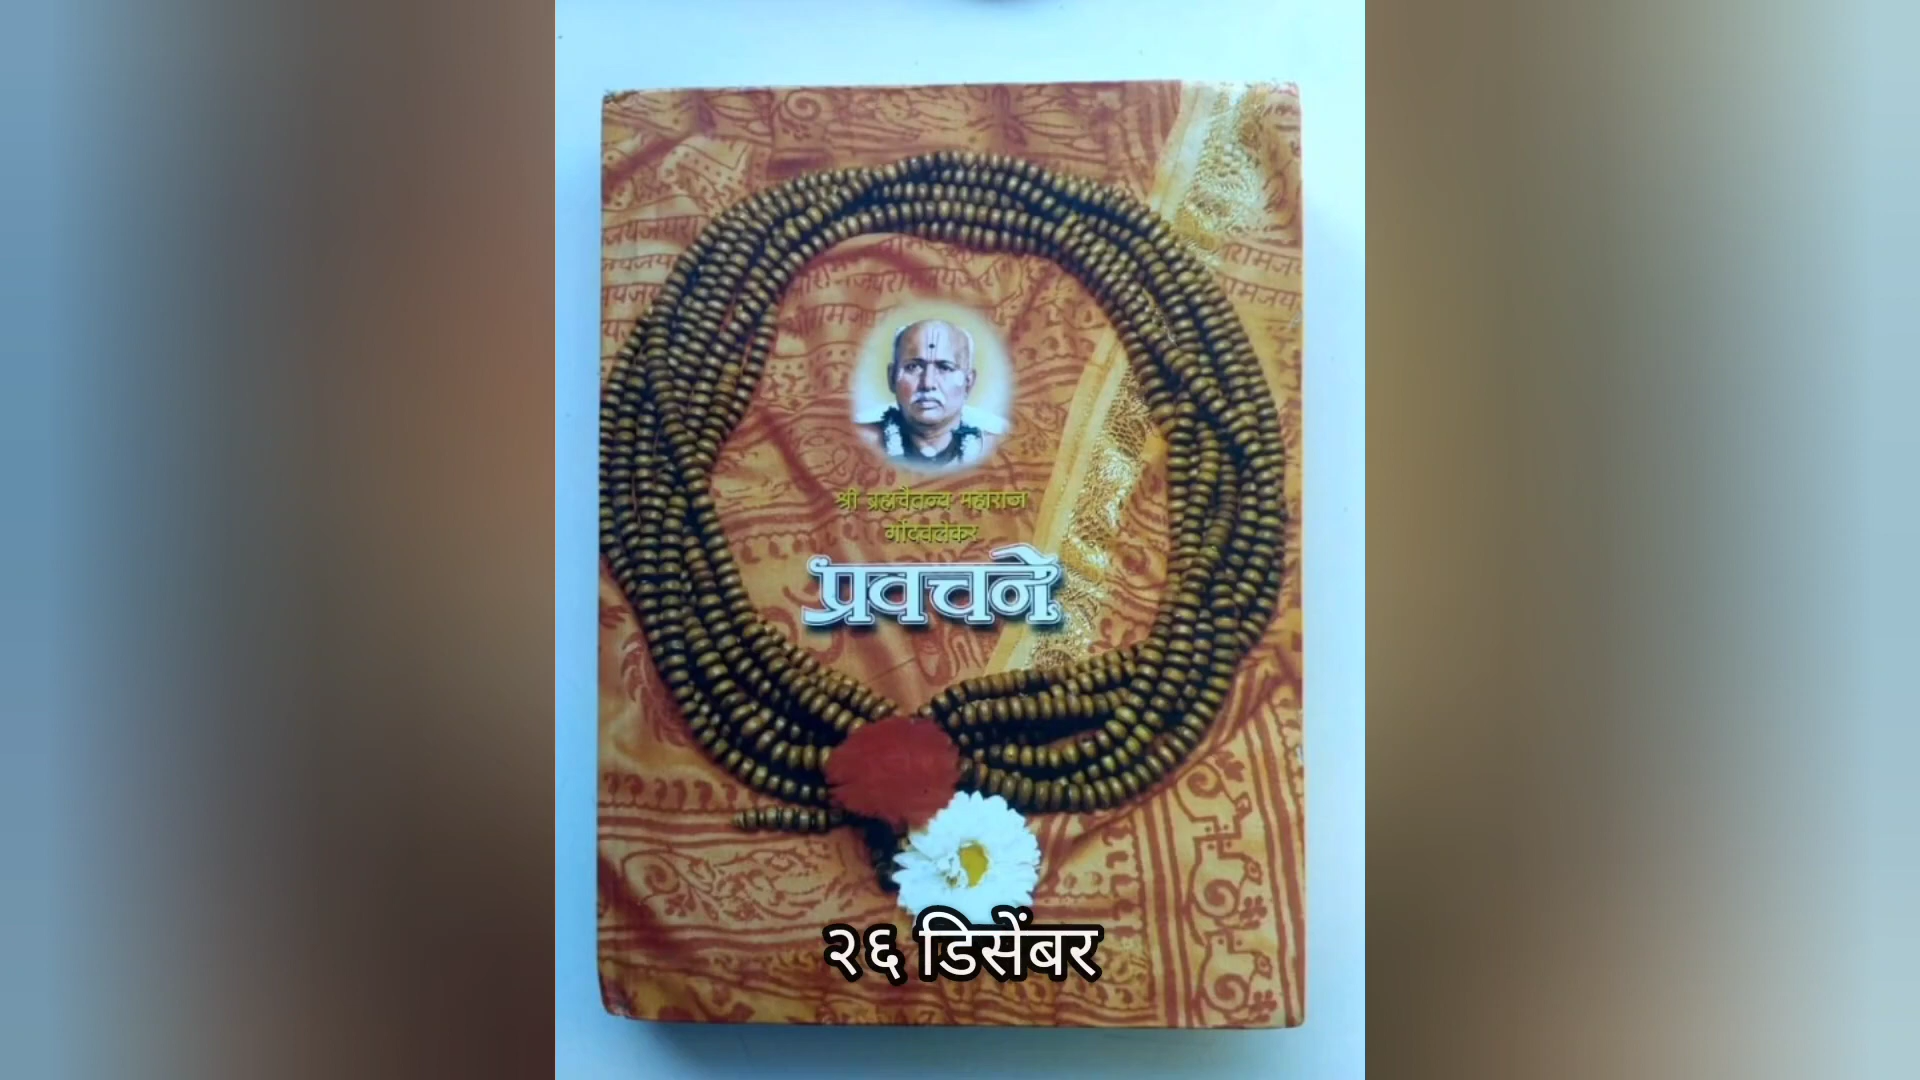 श्री ब्रह्मचैतन्य महाराज
गोंदवलेकर
प्रवचने
२६ डिसेंबर